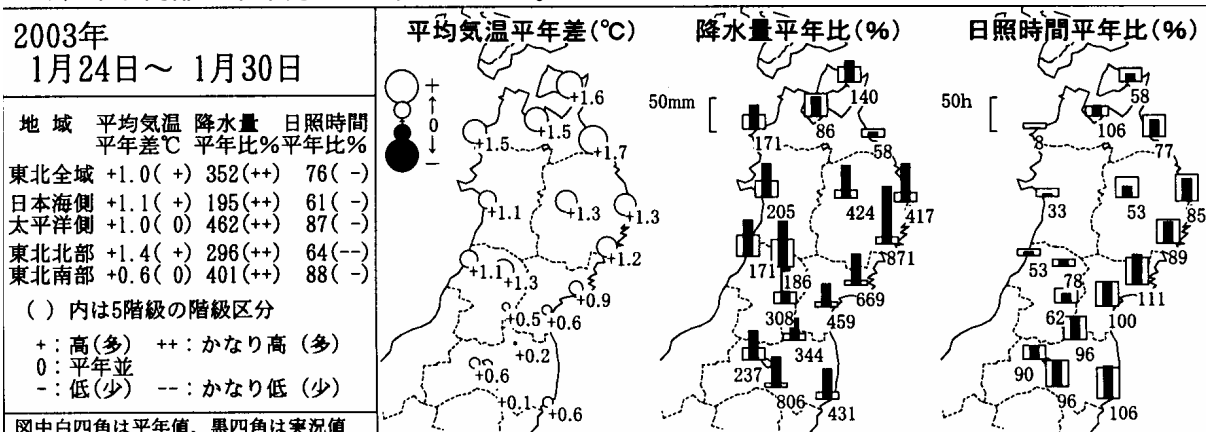 2003年
1月24日～ 1月30日
地 域 平均気温 降水量 日照時間
平年差℃ 平年比% 平年比%
東北全域 +1.0( +) 352(++) 76( -)
日本海側 +1.1( +) 195(++) 61( -)
太平洋側 +1.0( 0) 462(++) 87( -)
東北北部 +1.4( +) 296(++) 64(--)
東北南部 +0.6( 0) 401(++) 88( -)
( ) 内は5階級の階級区分
+ : 高(多) ++ : かなり高 (多)
0 : 平年並
- : 低(少) -- : かなり低 (少)
図中白四角は平年値、黒四角は実況値
平均気温平年差(℃)
+
↑
0
↓
-
+1.6
+1.5
+1.5
+1.7
+1.1
+1.3
+1.3
+1.2
+1.1
+1.3
+0.9
+0.5
+0.6
+0.2
+0.6
+0.1
+0.6
降水量平年比(%)
50mm
140
86
171
58
205
424
417
871
171
186
669
308
459
344
237
806
431
日照時間平年比(%)
50h
58
106
8
77
33
53
85
89
53
78
111
62
100
96
90
96
106